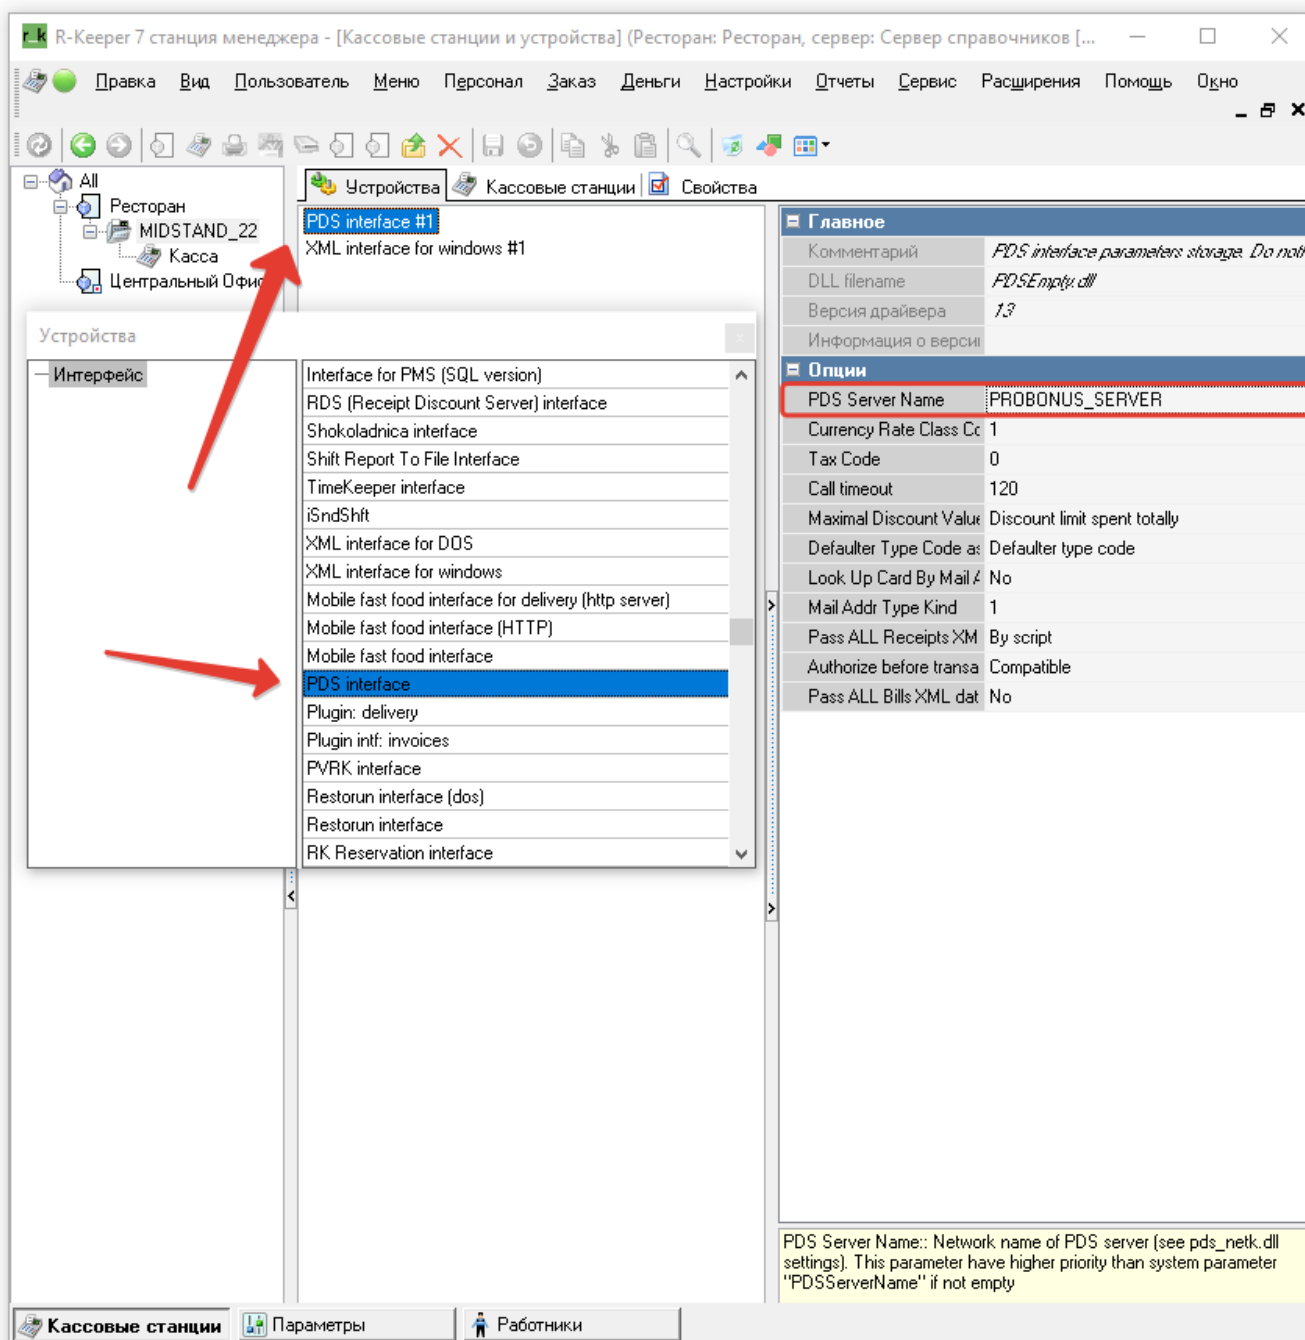 r_k R-Keeper 7 станция менеджера - [Кассовые станции и устройства] (Ресторан: Ресторан, сервер: Сервер справочников [...
Правка Вид Пользователь Меню Персонал Заказ Деньги Настройки Отчеты Сервис Расширения Помощь Окно
All
Ресторан
MIDSTAND_22
Касса
Центральный Офис
Устройства Кассовые станции Свойства
PDS interface #1
XML interface for windows #1
Устройства
Интерфейс
Interface for PMS (SQL version)
RDS (Receipt Discount Server) interface
Shokoladnica interface
Shift Report To File Interface
TimeKeeper interface
iSndShft
XML interface for DOS
XML interface for windows
Mobile fast food interface for delivery (http server)
Mobile fast food interface (HTTP)
Mobile fast food interface
PDS interface
Plugin: delivery
Plugin intf: invoices
PVRK interface
Restorun interface (dos)
Restorun interface
RK Reservation interface
Главное
Комментарий PDS interface parameters storage. Do noth
DLL filename PDSEmpty.dll
Версия драйвера 13
Информация о верси
Опции
PDS Server Name PROBONUS_SERVER
Currency Rate Class Cc 1
Tax Code 0
Call timeout 120
Maximal Discount Value Discount limit spent totally
Defaulter Type Code as Defaulter type code
Look Up Card By Mail A No
Mail Addr Type Kind 1
Pass ALL Receipts XM By script
Authorize before transa Compatible
Pass ALL Bills XML dat No
PDS Server Name:: Network name of PDS server (see pds_netk.dll
settings). This parameter have higher priority than system parameter
"PDSServerName" if not empty
Кассовые станции Параметры Работники